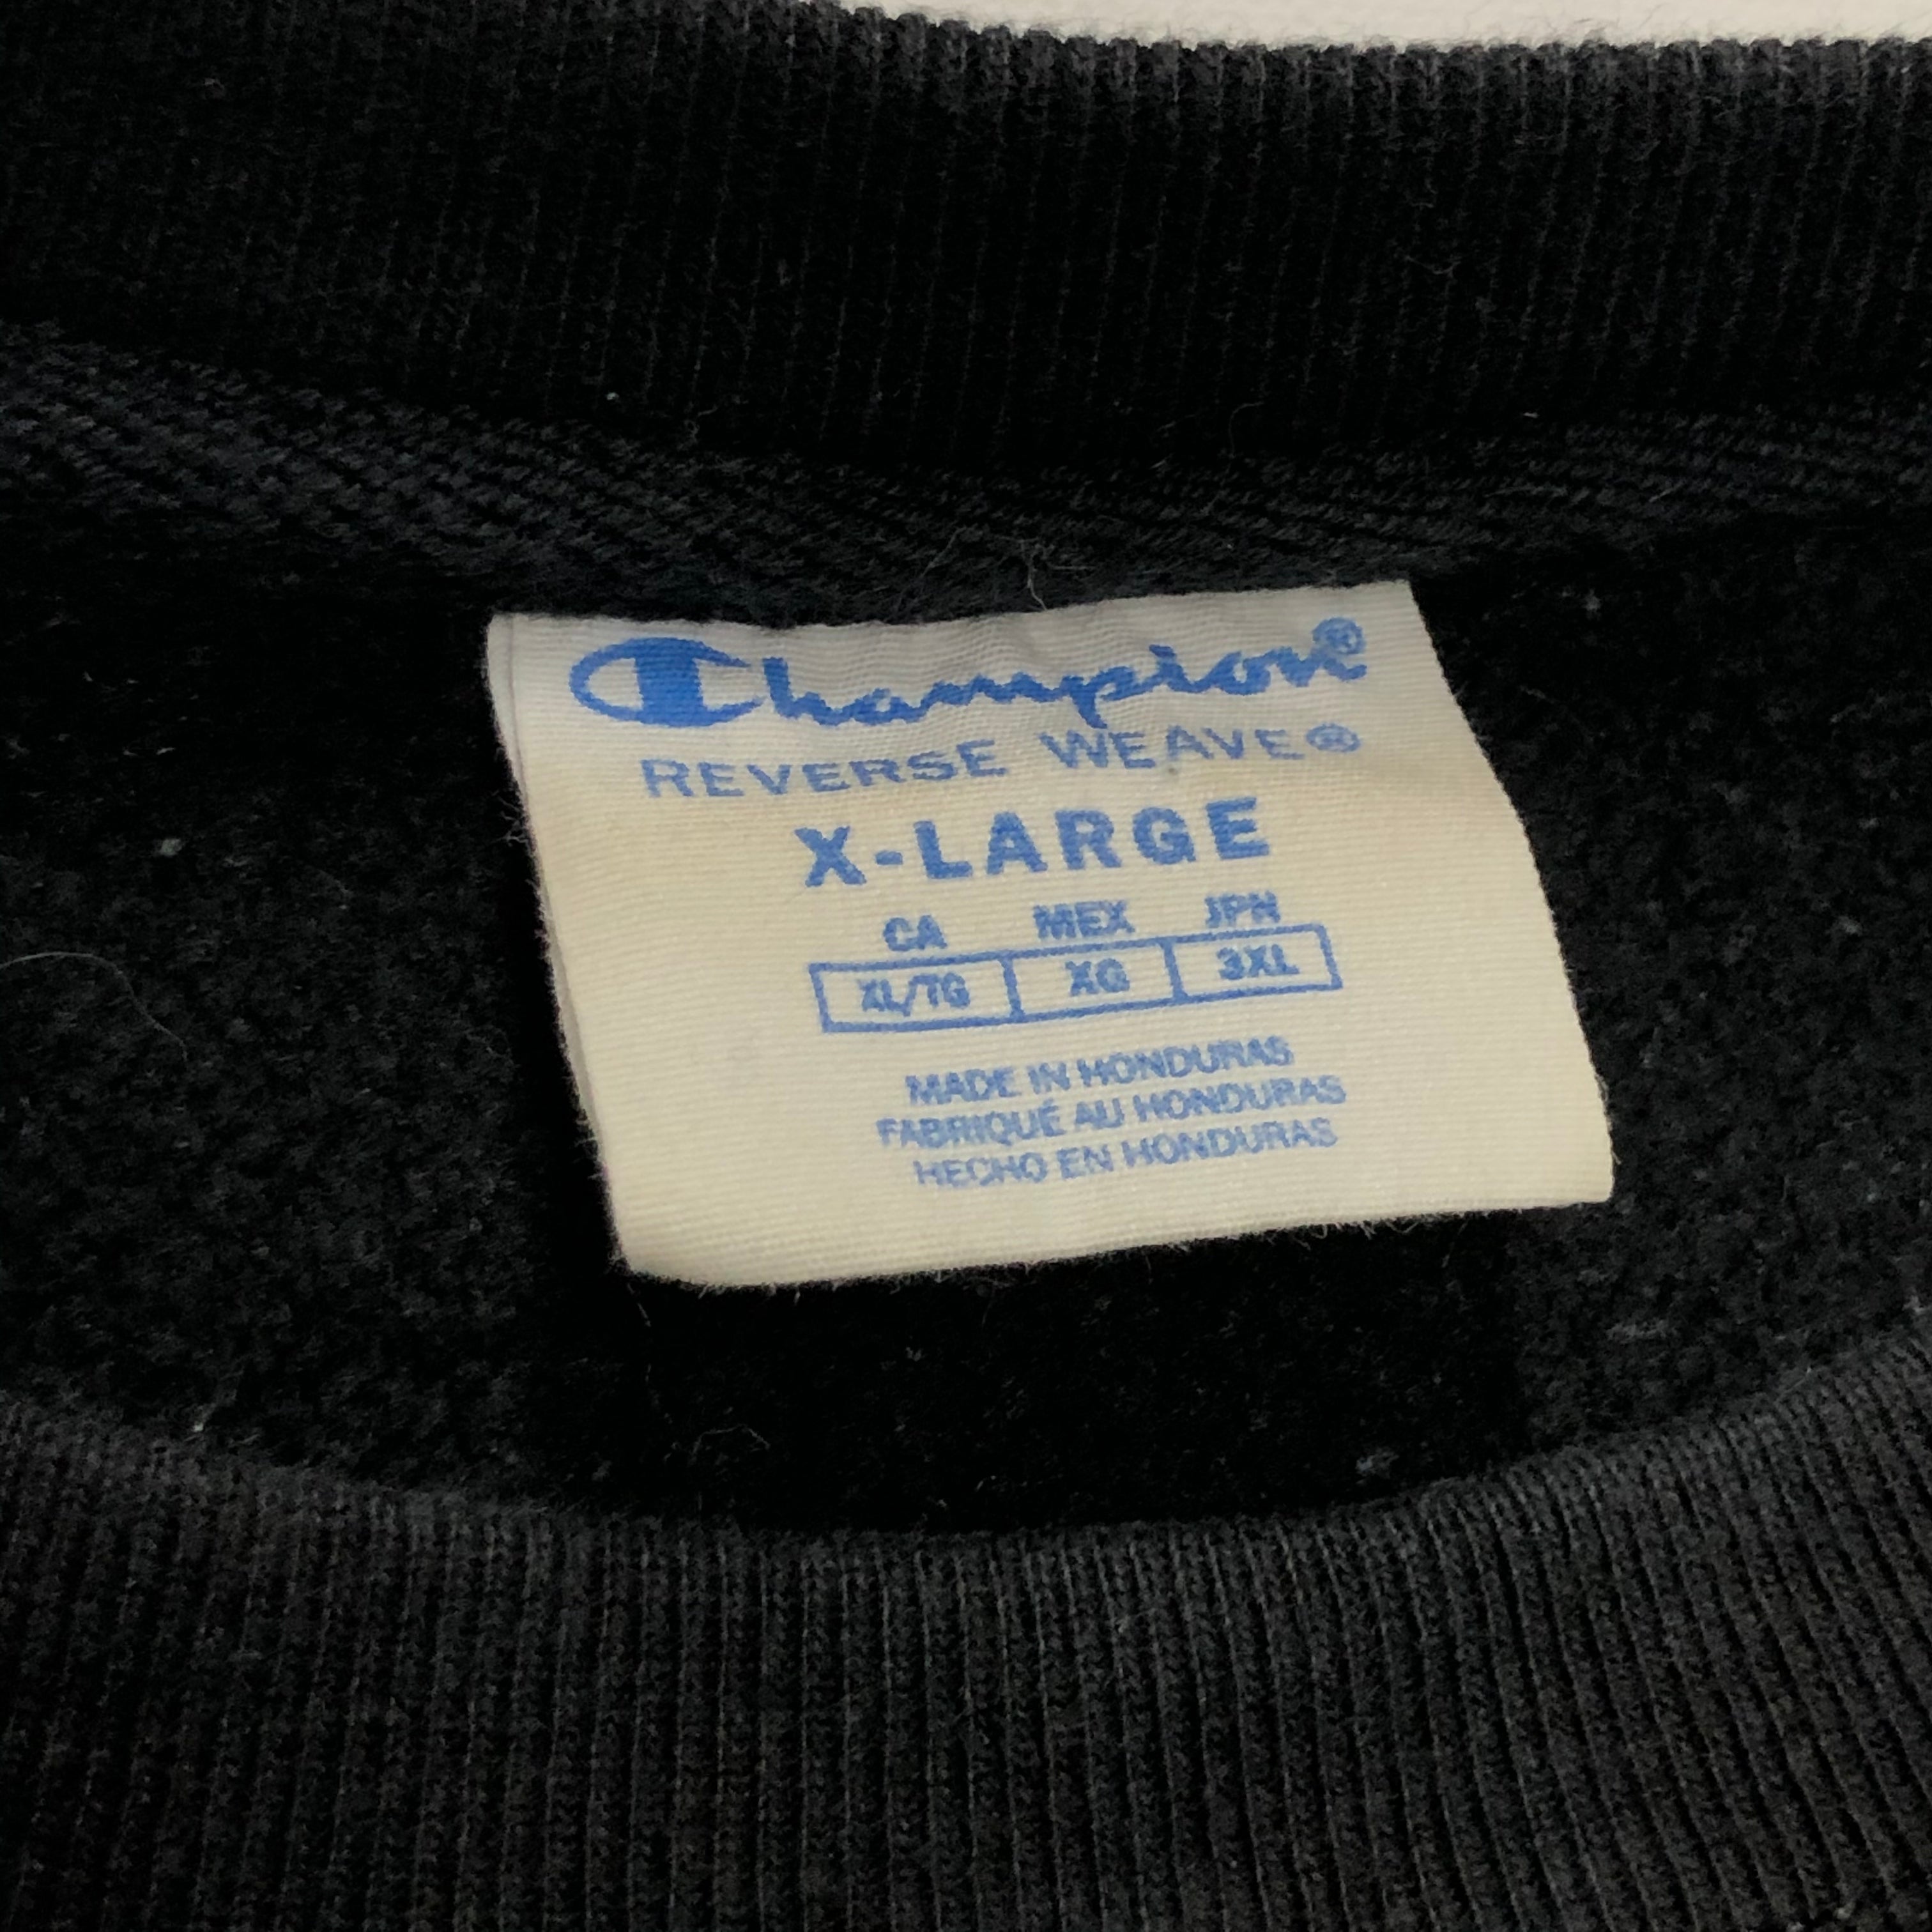 Champion®
REVERSE WEAVE®
X-LARGE
CA MEX JPN
XL/TG XG 3XL
MADE IN HONDURAS
FABRIQUÉ AU HONDURAS
HECHO EN HONDURAS